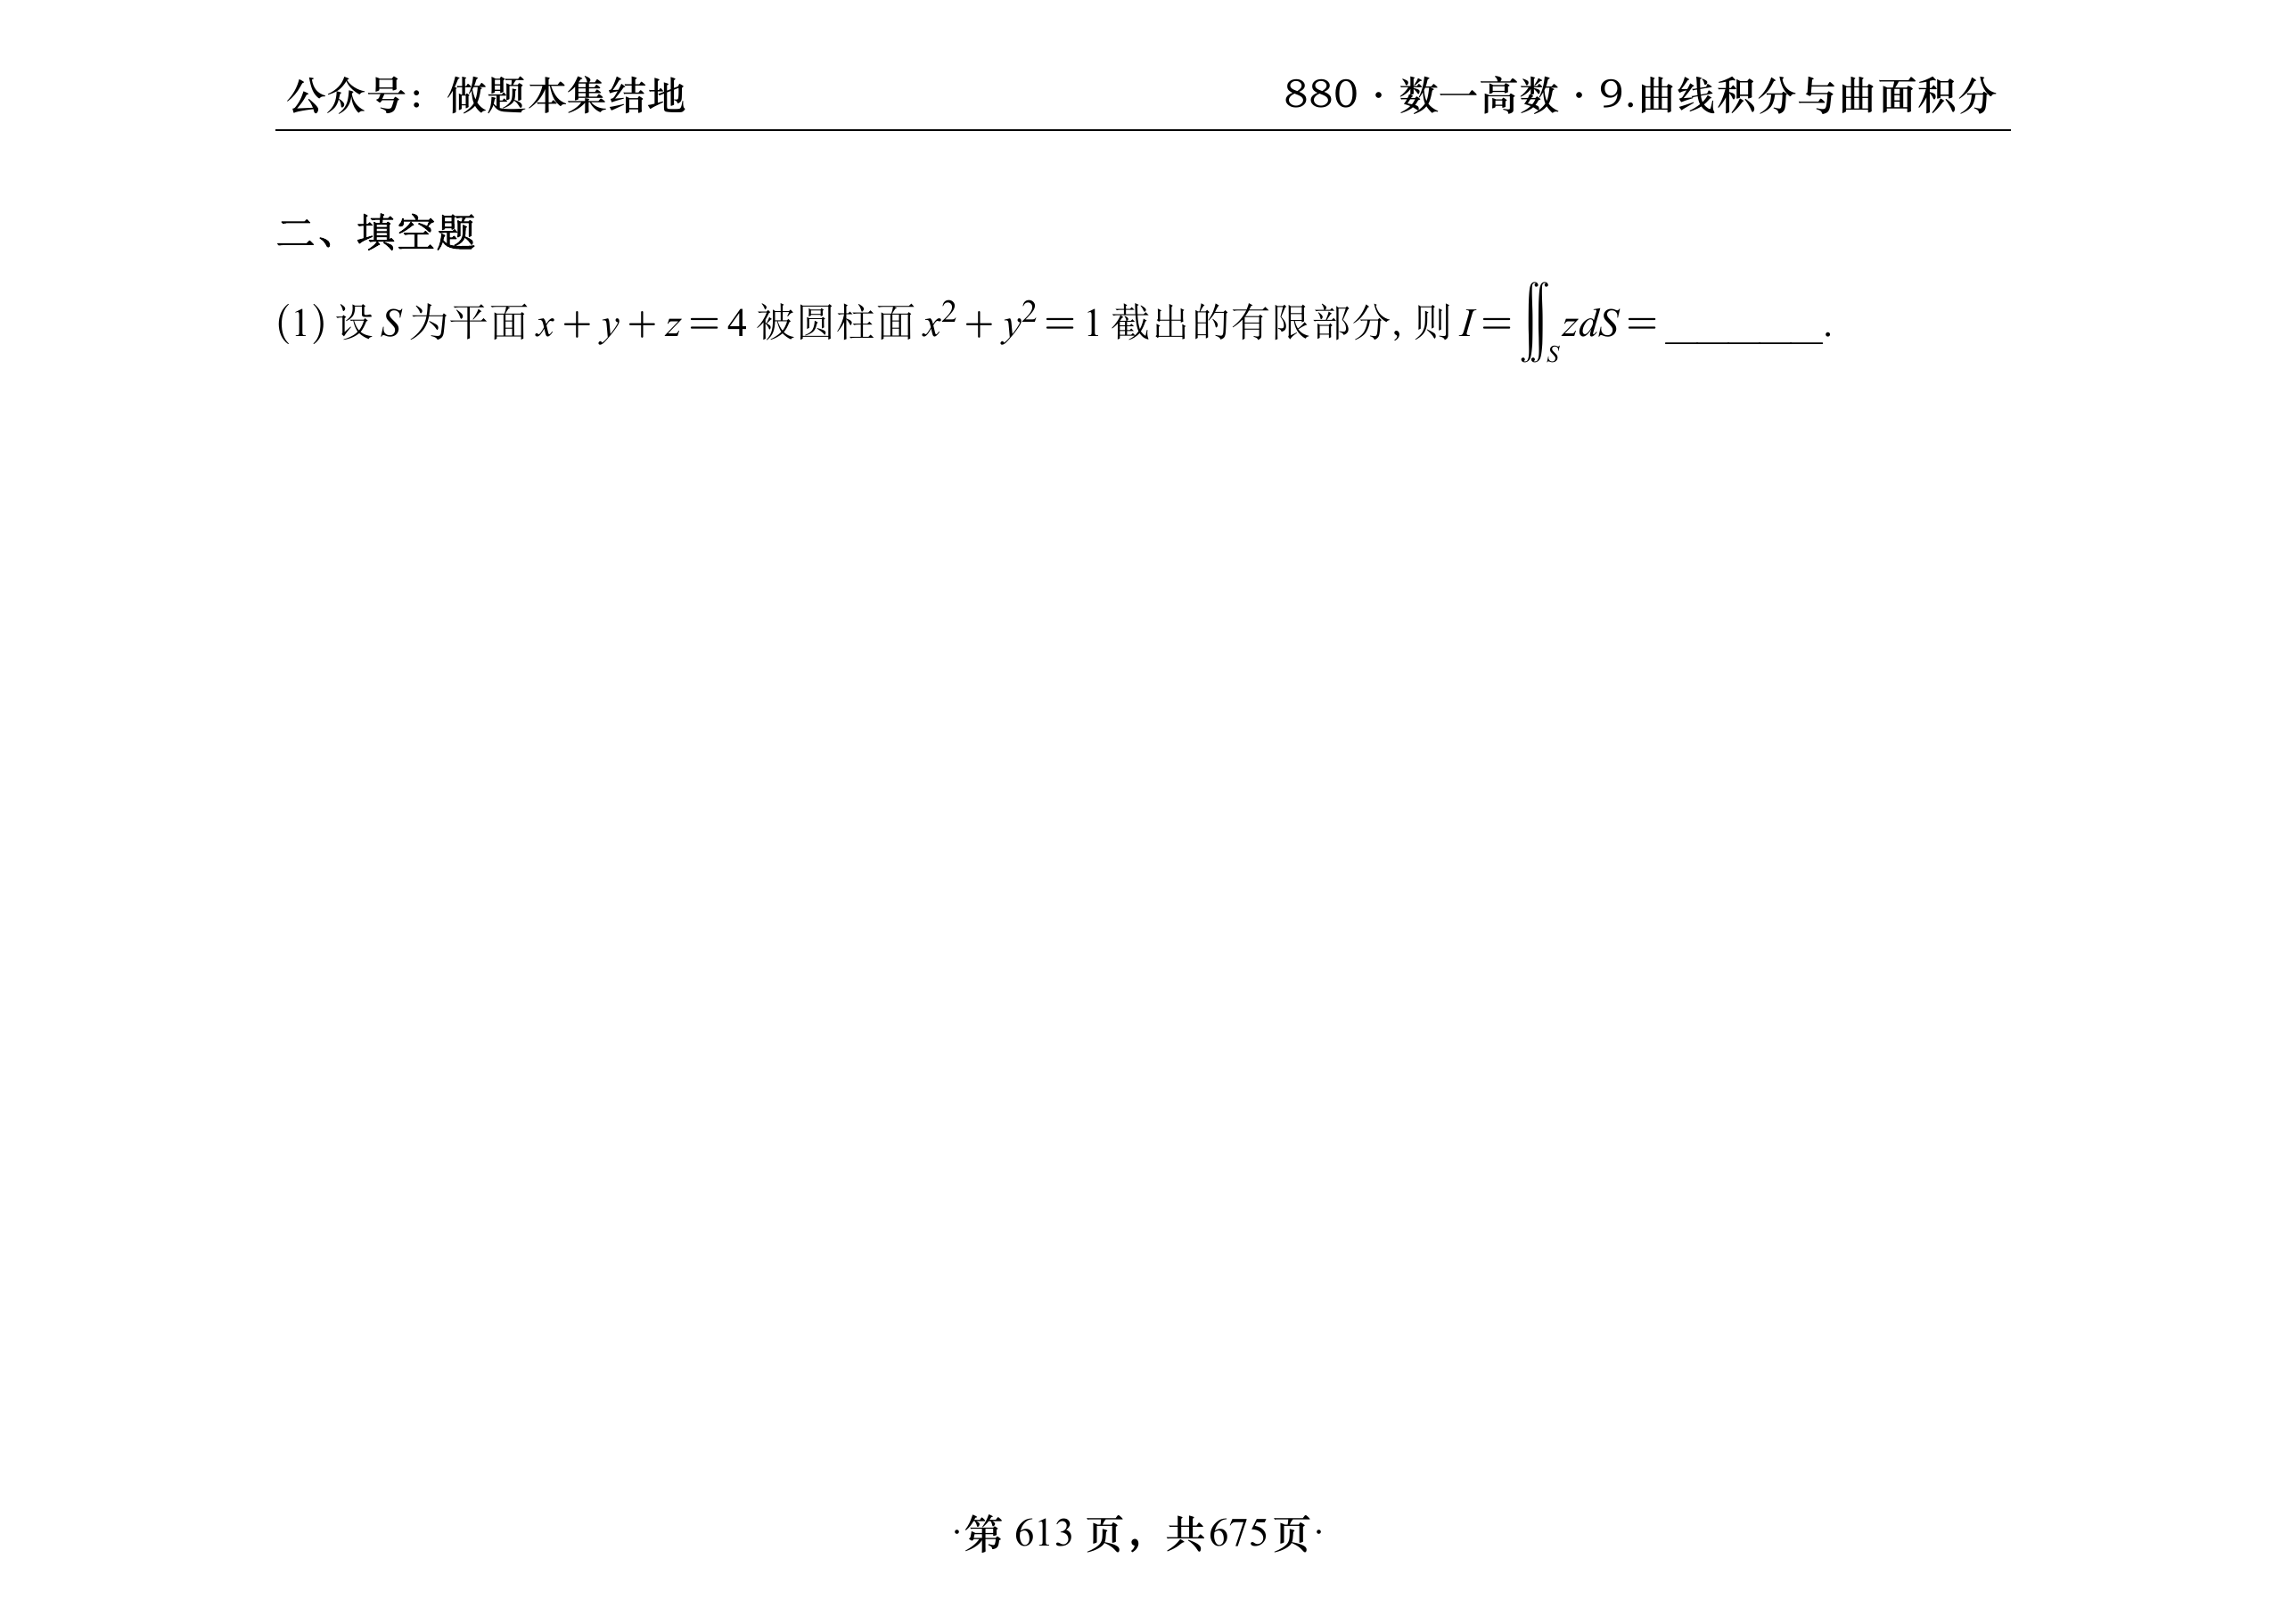 公众号：做题本集结地
880·数一高数·9.曲线积分与曲面积分
二、填空题
(1) 设 S 为平面 x + y + z = 4 被圆柱面 x² + y² = 1 截出的有限部分, 则 I = ∬_S zdS = ________.
·第 613 页，共675页·